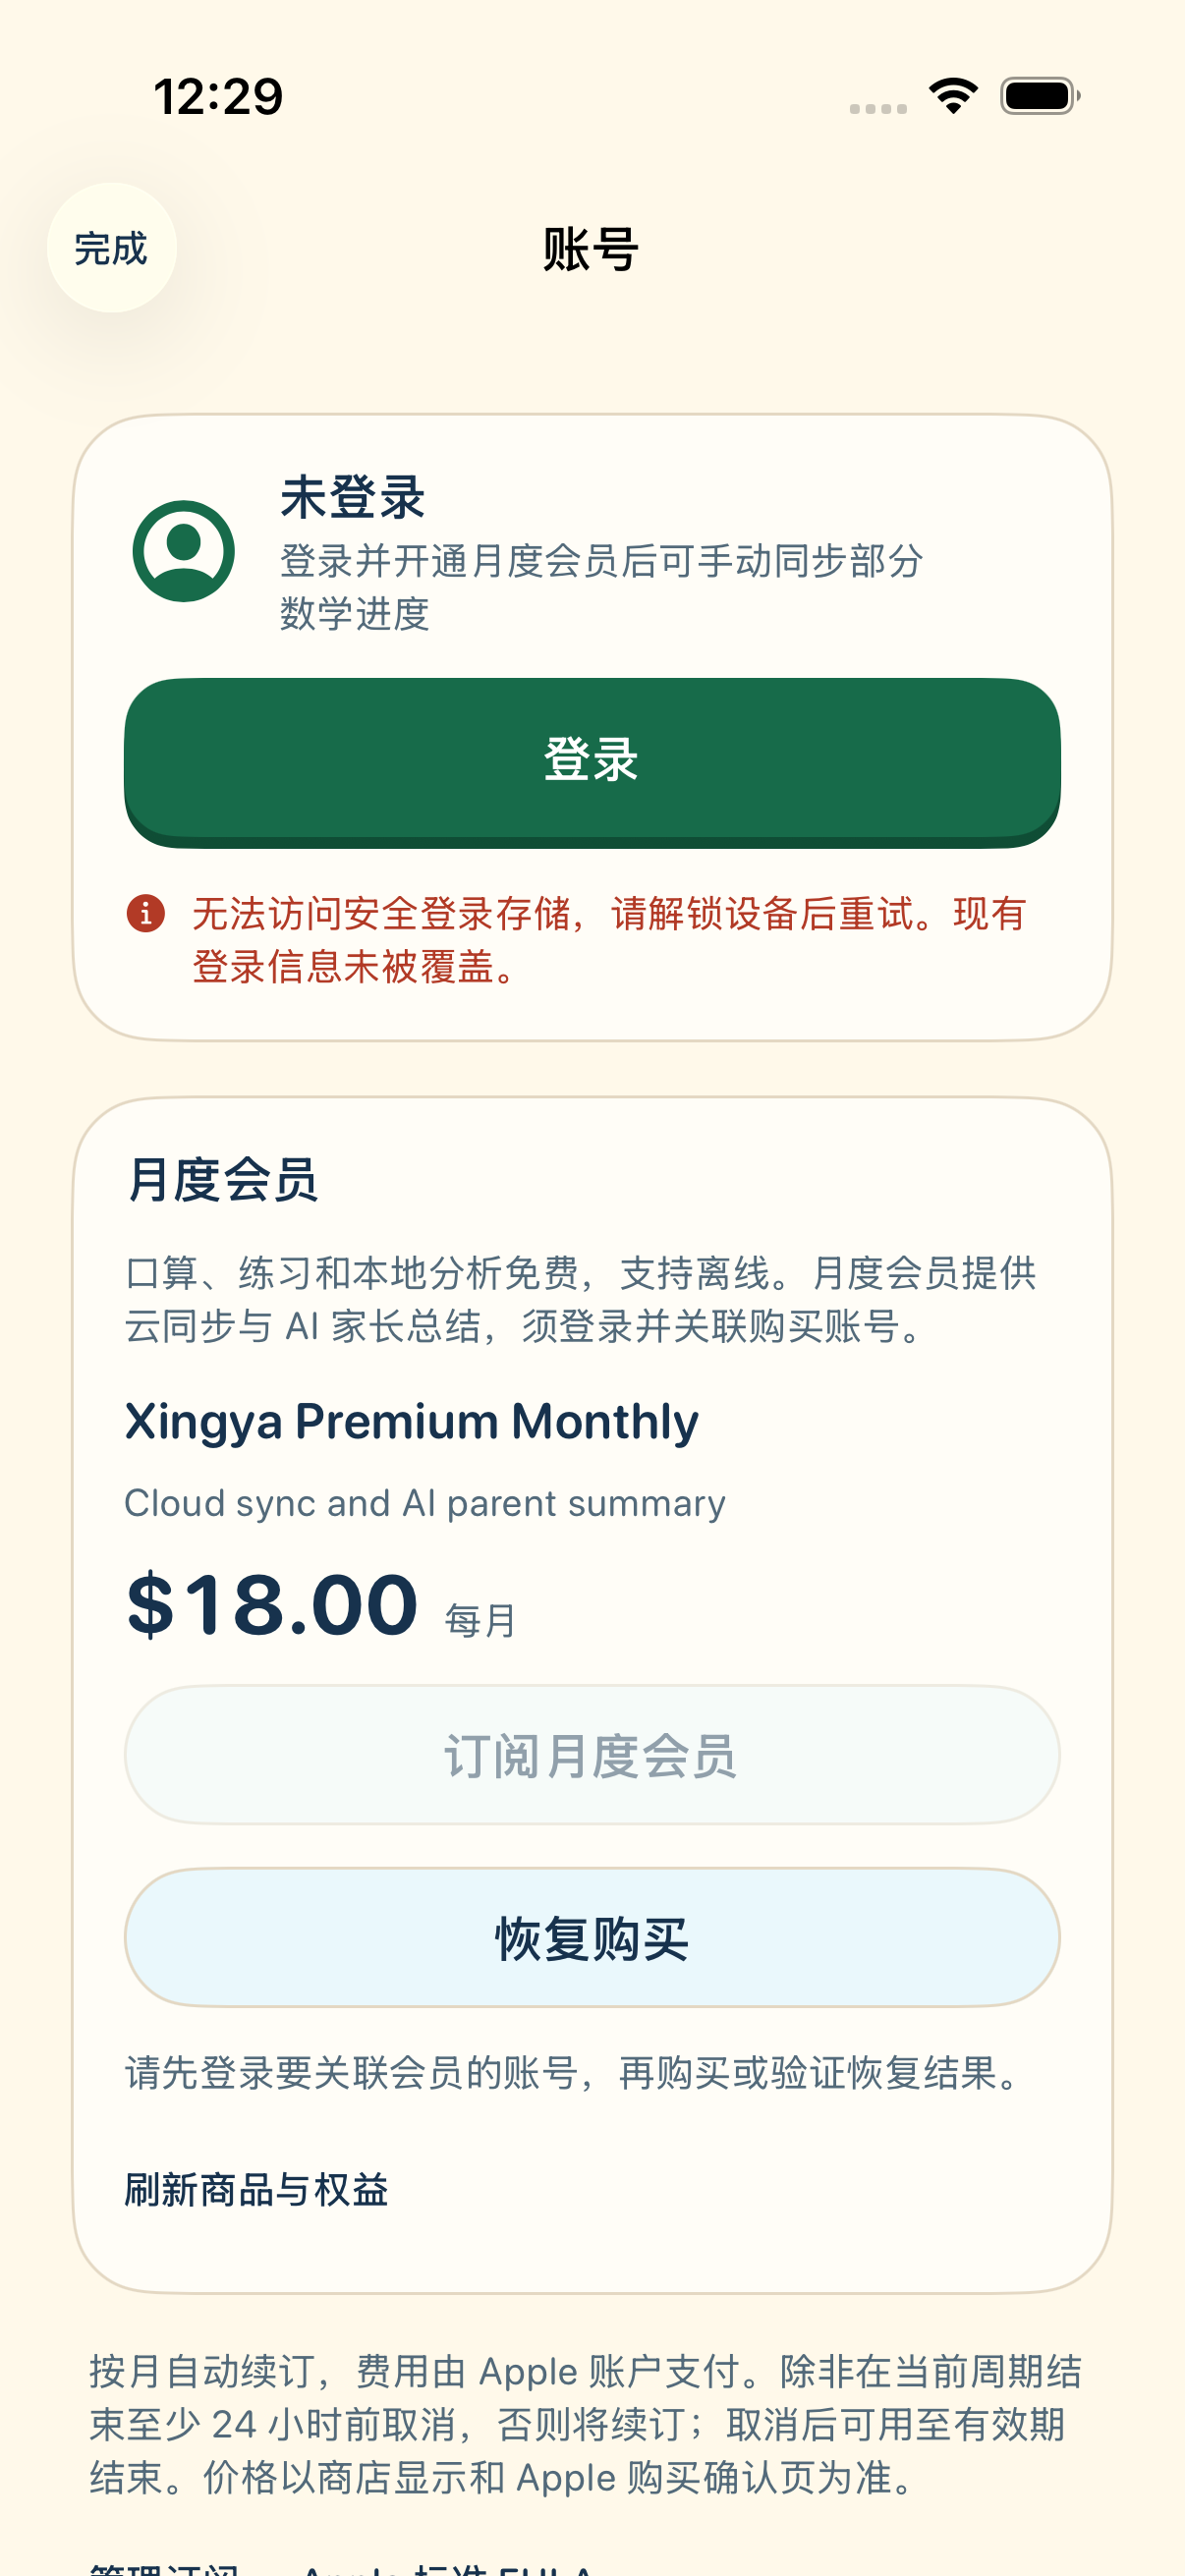 12:29
完成
账号
未登录
登录并开通月度会员后可手动同步部分
数学进度
登录
无法访问安全登录存储，请解锁设备后重试。现有
登录信息未被覆盖。
月度会员
口算、练习和本地分析免费，支持离线。月度会员提供
云同步与 AI 家长总结，须登录并关联购买账号。
Xingya Premium Monthly
Cloud sync and AI parent summary
$18.00 每月
订阅月度会员
恢复购买
请先登录要关联会员的账号，再购买或验证恢复结果。
刷新商品与权益
按月自动续订，费用由 Apple 账户支付。除非在当前周期结
束至少 24 小时前取消，否则将续订；取消后可用至有效期
结束。价格以商店显示和 Apple 购买确认页为准。
管理订阅 Apple 标准 EULA